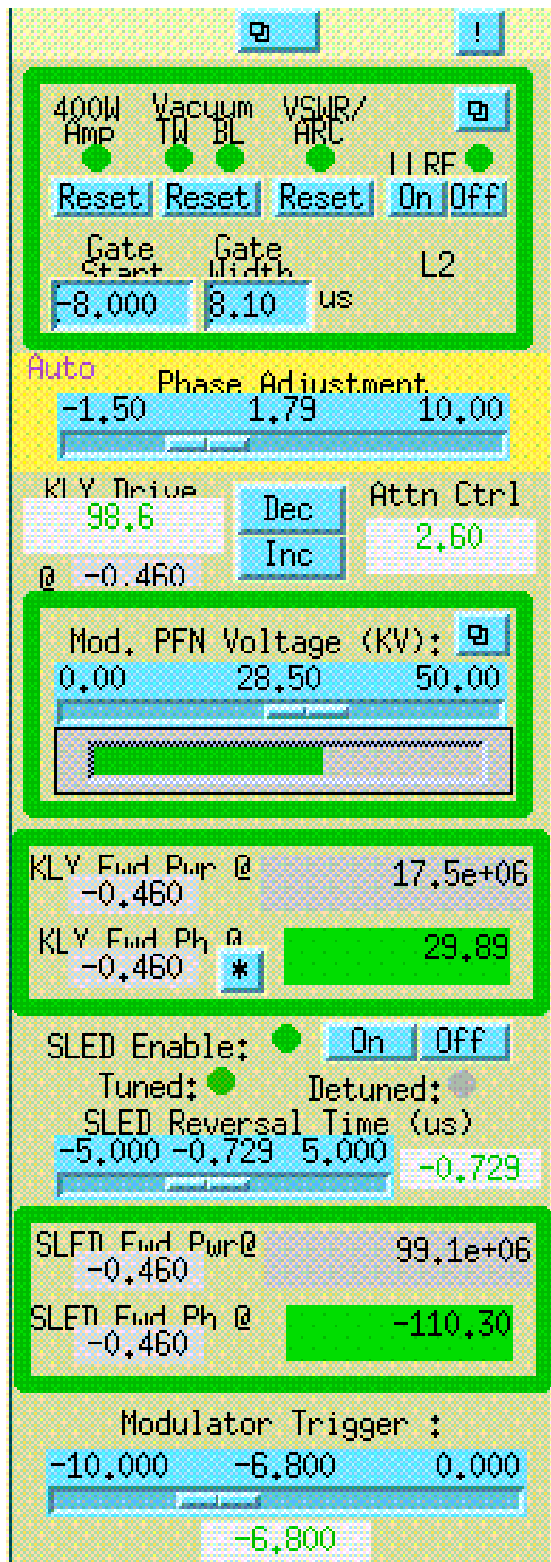 !
400W Vacuum VSWR/
Amp TW BL ARC
LLRF
Reset Reset Reset On Off
Gate Gate
Start Width L2
-8.000 8.10 us
Auto
Phase Adjustment
-1.50 1.79 10.00
KLY Drive Dec Attn Ctrl
98.6 2.60
Inc
@ -0.460
Mod. PFN Voltage (KV):
0.00 28.50 50.00
KLY Fwd Pwr @ 17.5e+06
-0.460
KLY Fwd Ph @ 29.89
-0.460 *
SLED Enable: On Off
Tuned: Detuned:
SLED Reversal Time (us)
-5.000 -0.729 5.000 -0.729
SLED Fwd Pwr@ 99.1e+06
-0.460
SLED Fwd Ph @ -110.30
-0.460
Modulator Trigger :
-10.000 -6.800 0.000
-6.800